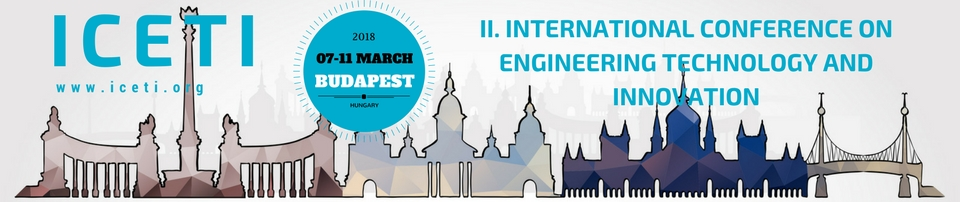 ICETI
www.iceti.org
2018
07-11 MARCH
BUDAPEST
HUNGARY
II. INTERNATIONAL CONFERENCE ON
ENGINEERING TECHNOLOGY AND
INNOVATION